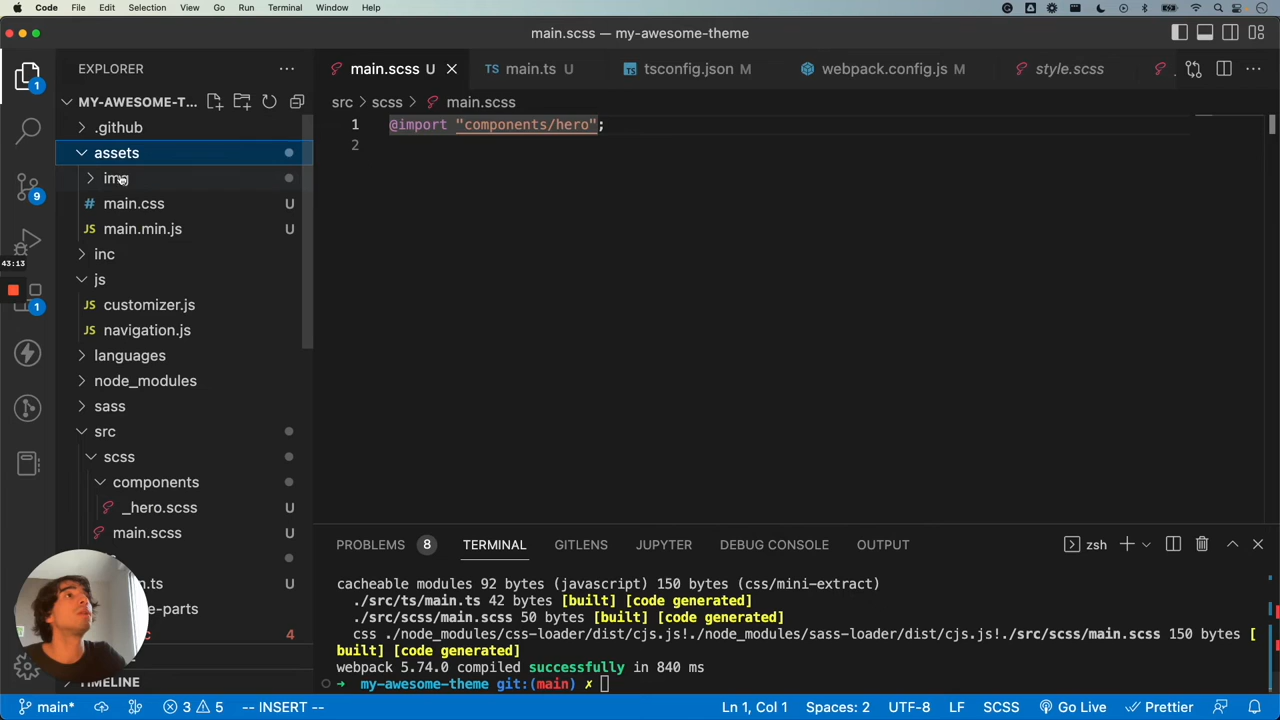 Code File Edit Selection View Go Run Terminal Window Help
main.scss — my-awesome-theme
EXPLORER
MY-AWESOME-T...
.github
assets
img
main.css U
main.min.js U
inc
js
customizer.js
navigation.js
languages
node_modules
sass
src
scss
components
_hero.scss U
main.scss U
.ts U
e-parts
c 4
TIMELINE
1
9
43:13
1
main.scss U
main.ts U
tsconfig.json M
webpack.config.js M
style.scss
src > scss > main.scss
1 @import "components/hero";
2
PROBLEMS 8 TERMINAL GITLENS JUPYTER DEBUG CONSOLE OUTPUT
zsh
cacheable modules 92 bytes (javascript) 150 bytes (css/mini-extract)
./src/ts/main.ts 42 bytes [built] [code generated]
./src/scss/main.scss 50 bytes [built] [code generated]
css ./node_modules/css-loader/dist/cjs.js!./node_modules/sass-loader/dist/cjs.js!./src/scss/main.scss 150 bytes [
built] [code generated]
webpack 5.74.0 compiled successfully in 840 ms
➜ my-awesome-theme git:(main) ✗
main* 3 5 -- INSERT -- Ln 1, Col 1 Spaces: 2 UTF-8 LF SCSS Go Live Prettier